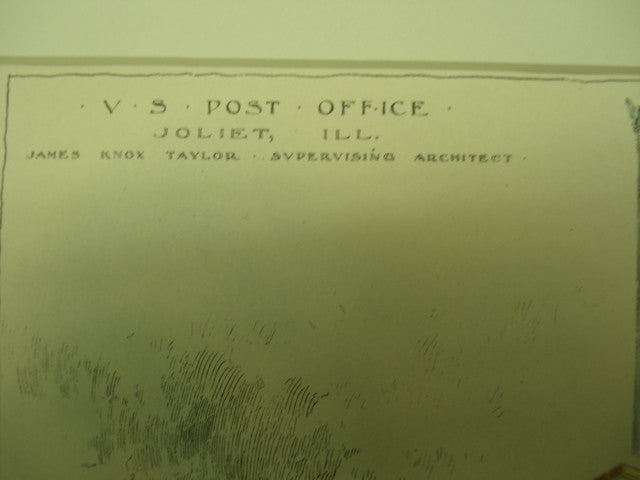 · V · S · POST · OFFICE ·
JOLIET, ILL.
JAMES KNOX TAYLOR · SVPERVISING ARCHITECT ·